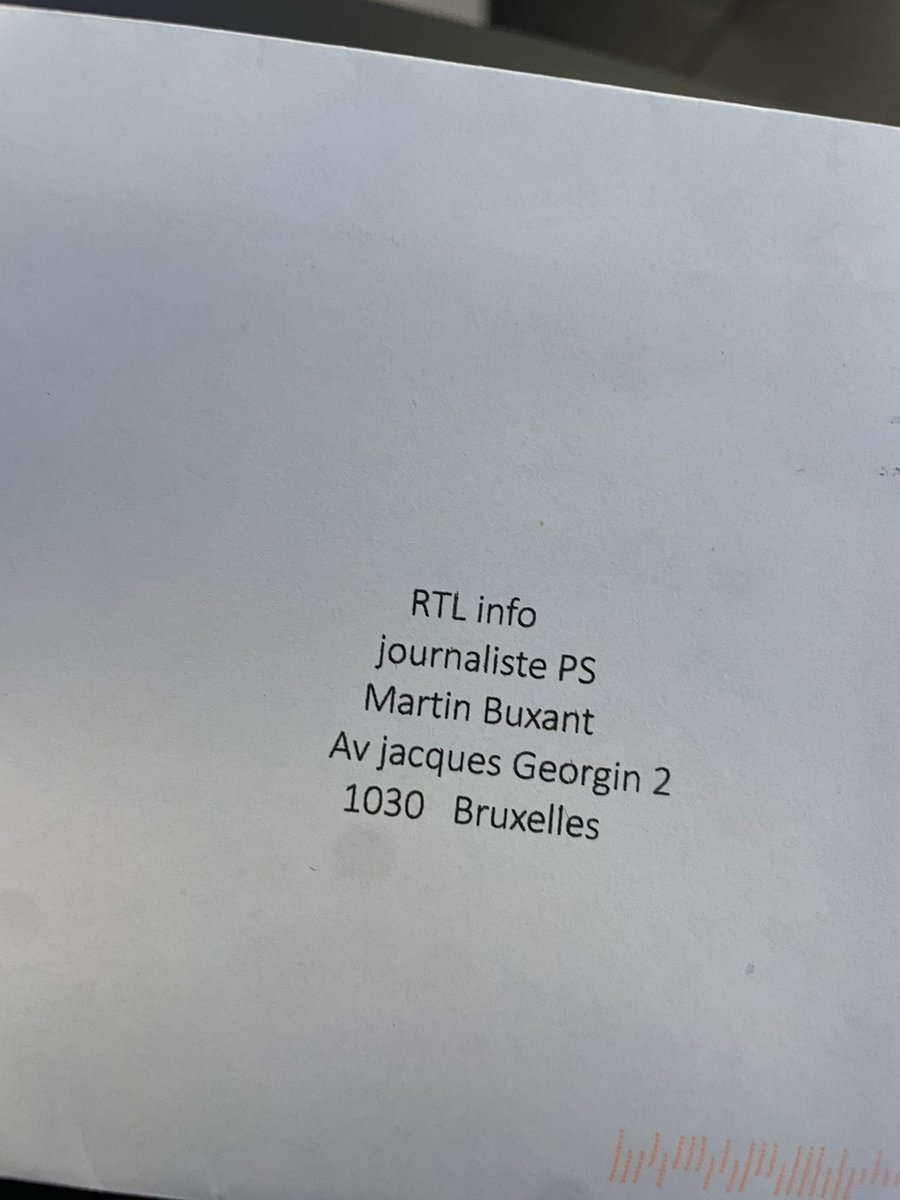 RTL info
journaliste PS
Martin Buxant
Av jacques Georgin 2
1030 Bruxelles